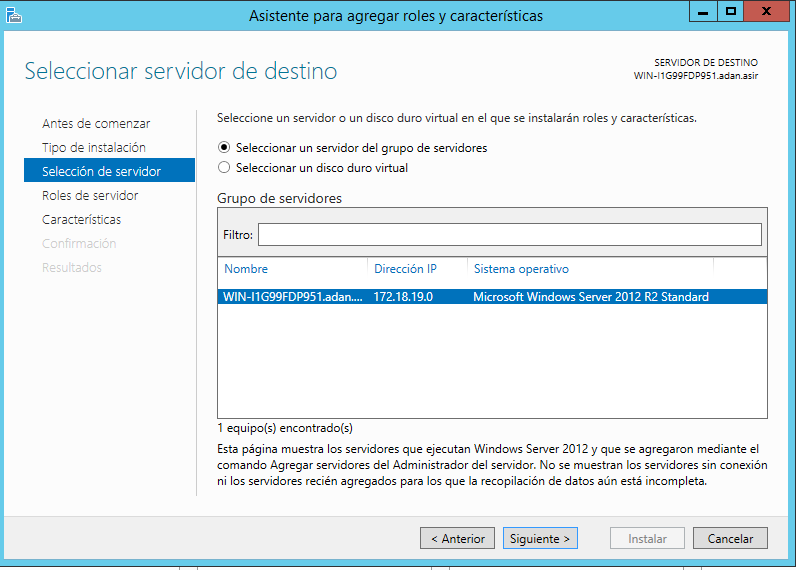 Asistente para agregar roles y características
Seleccionar servidor de destino
SERVIDOR DE DESTINO
WIN-I1G99FDP951.adan.asir
Antes de comenzar
Tipo de instalación
Selección de servidor
Roles de servidor
Características
Confirmación
Resultados
Seleccione un servidor o un disco duro virtual en el que se instalarán roles y características.
Seleccionar un servidor del grupo de servidores
Seleccionar un disco duro virtual
Grupo de servidores
Filtro:
Nombre Dirección IP Sistema operativo
WIN-I1G99FDP951.adan.... 172.18.19.0 Microsoft Windows Server 2012 R2 Standard
1 equipo(s) encontrado(s)
Esta página muestra los servidores que ejecutan Windows Server 2012 y que se agregaron mediante el
comando Agregar servidores del Administrador del servidor. No se muestran los servidores sin conexión
ni los servidores recién agregados para los que la recopilación de datos aún está incompleta.
< Anterior Siguiente > Instalar Cancelar